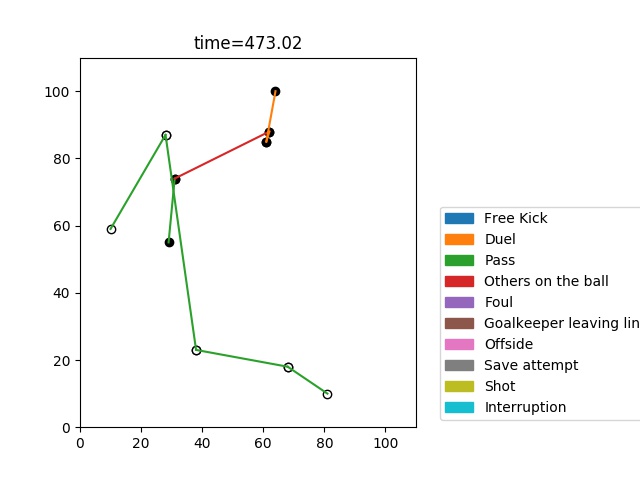 time=473.02
100
80
60
40
20
0
0 20 40 60 80 100
Free Kick
Duel
Pass
Others on the ball
Foul
Goalkeeper leaving lin
Offside
Save attempt
Shot
Interruption